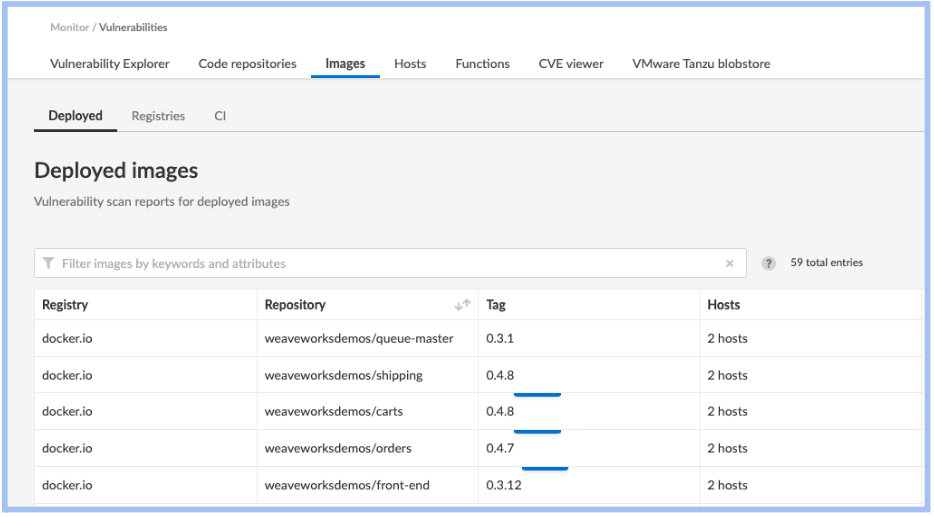 Monitor / Vulnerabilities
Vulnerability Explorer Code repositories Images Hosts Functions CVE viewer VMware Tanzu blobstore
Deployed Registries CI
Deployed images
Vulnerability scan reports for deployed images
Filter images by keywords and attributes × ? 59 total entries
Registry Repository Tag Hosts
docker.io weaveworksdemos/queue-master 0.3.1 2 hosts
docker.io weaveworksdemos/shipping 0.4.8 2 hosts
docker.io weaveworksdemos/carts 0.4.8 2 hosts
docker.io weaveworksdemos/orders 0.4.7 2 hosts
docker.io weaveworksdemos/front-end 0.3.12 2 hosts